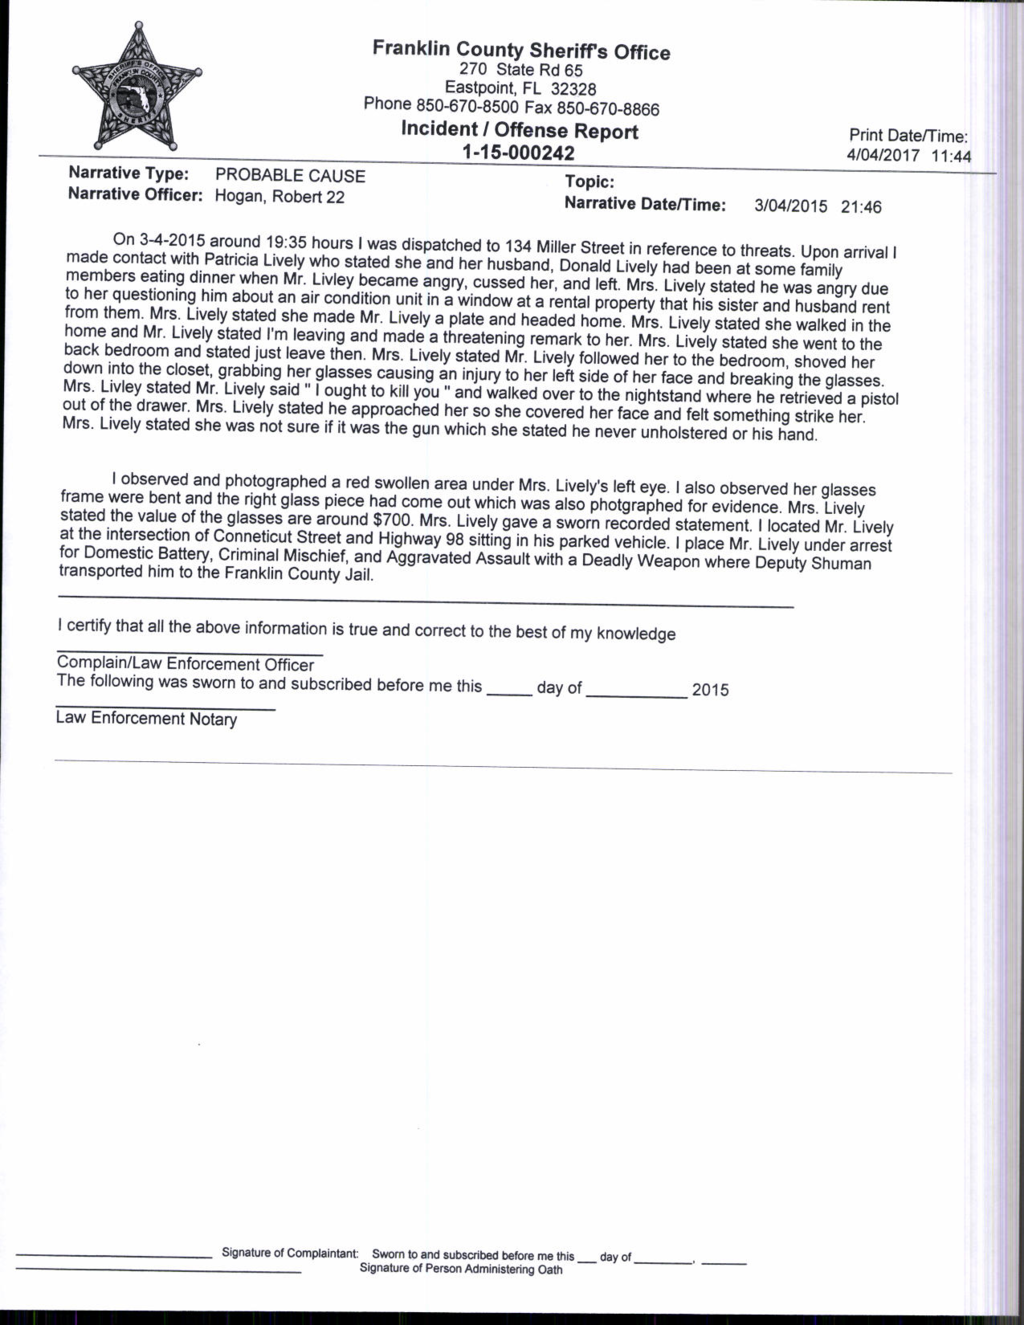 Franklin County Sheriff's Office
270 State Rd 65
Eastpoint, FL 32328
Phone 850-670-8500 Fax 850-670-8866
Incident / Offense Report
1-15-000242
Print Date/Time:
4/04/2017 11:44
Narrative Type: PROBABLE CAUSE
Narrative Officer: Hogan, Robert 22
Topic:
Narrative Date/Time: 3/04/2015 21:46
On 3-4-2015 around 19:35 hours I was dispatched to 134 Miller Street in reference to threats. Upon arrival I
made contact with Patricia Lively who stated she and her husband, Donald Lively had been at some family
members eating dinner when Mr. Livley became angry, cussed her, and left. Mrs. Lively stated he was angry due
to her questioning him about an air condition unit in a window at a rental property that his sister and husband rent
from them. Mrs. Lively stated she made Mr. Lively a plate and headed home. Mrs. Lively stated she walked in the
home and Mr. Lively stated I'm leaving and made a threatening remark to her. Mrs. Lively stated she went to the
back bedroom and stated just leave then. Mrs. Lively stated Mr. Lively followed her to the bedroom, shoved her
down into the closet, grabbing her glasses causing an injury to her left side of her face and breaking the glasses.
Mrs. Livley stated Mr. Lively said " I ought to kill you " and walked over to the nightstand where he retrieved a pistol
out of the drawer. Mrs. Lively stated he approached her so she covered her face and felt something strike her.
Mrs. Lively stated she was not sure if it was the gun which she stated he never unholstered or his hand.
I observed and photographed a red swollen area under Mrs. Lively's left eye. I also observed her glasses
frame were bent and the right glass piece had come out which was also photgraphed for evidence. Mrs. Lively
stated the value of the glasses are around $700. Mrs. Lively gave a sworn recorded statement. I located Mr. Lively
at the intersection of Conneticut Street and Highway 98 sitting in his parked vehicle. I place Mr. Lively under arrest
for Domestic Battery, Criminal Mischief, and Aggravated Assault with a Deadly Weapon where Deputy Shuman
transported him to the Franklin County Jail.
I certify that all the above information is true and correct to the best of my knowledge
Complain/Law Enforcement Officer
The following was sworn to and subscribed before me this _____ day of ___________ 2015
Law Enforcement Notary
Signature of Complaintant: Sworn to and subscribed before me this ___ day of _________, _______
Signature of Person Administering Oath